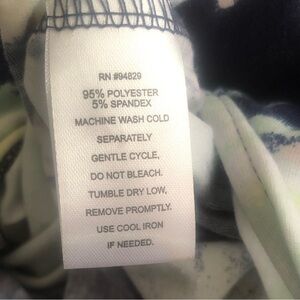 RN #94829
95% POLYESTER
5% SPANDEX
MACHINE WASH COLD
SEPARATELY
GENTLE CYCLE,
DO NOT BLEACH.
TUMBLE DRY LOW,
REMOVE PROMPTLY.
USE COOL IRON
IF NEEDED.